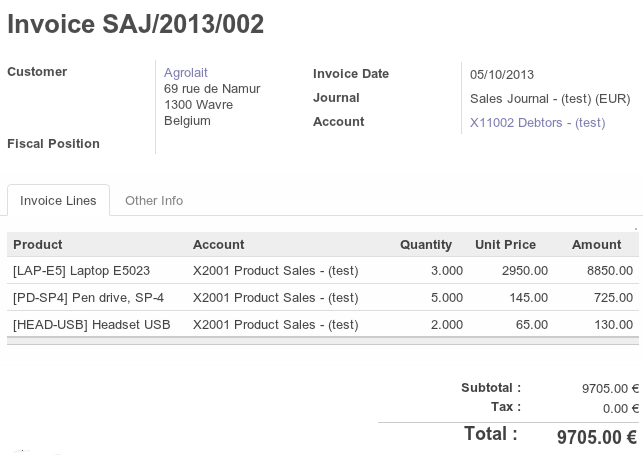 Invoice SAJ/2013/002
Customer Agrolait
69 rue de Namur
1300 Wavre
Belgium
Fiscal Position
Invoice Date 05/10/2013
Journal Sales Journal - (test) (EUR)
Account X11002 Debtors - (test)
Invoice Lines Other Info
Product Account Quantity Unit Price Amount
[LAP-E5] Laptop E5023 X2001 Product Sales - (test) 3.000 2950.00 8850.00
[PD-SP4] Pen drive, SP-4 X2001 Product Sales - (test) 5.000 145.00 725.00
[HEAD-USB] Headset USB X2001 Product Sales - (test) 2.000 65.00 130.00
Subtotal : 9705.00 €
Tax : 0.00 €
Total : 9705.00 €